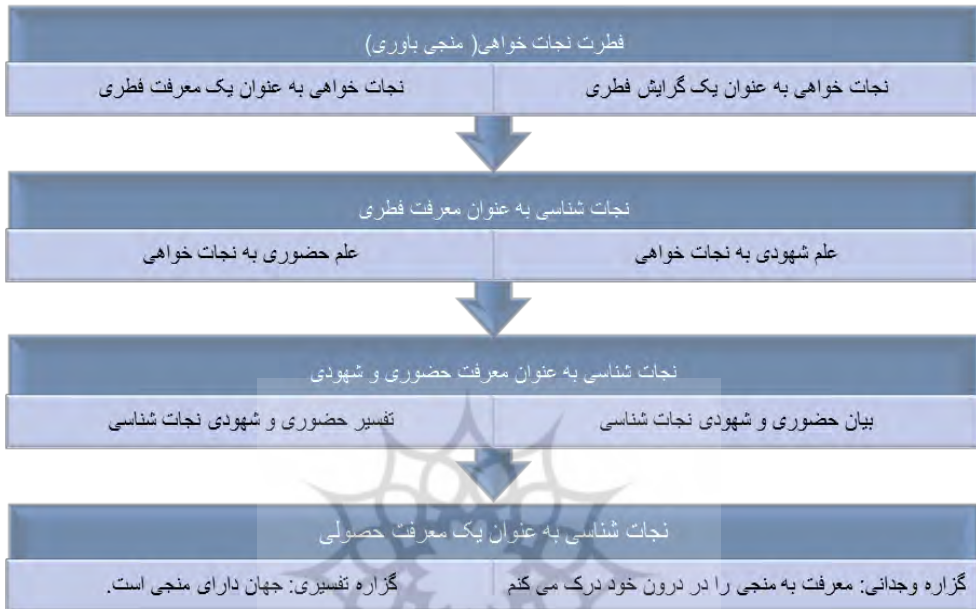 فطرت نجات خواهی( منجی باوری)
نجات خواهی به عنوان یک گرایش فطری
نجات خواهی به عنوان یک معرفت فطری
نجات شناسی به عنوان معرفت فطری
علم شهودی به نجات خواهی
علم حضوری به نجات خواهی
نجات شناسی به عنوان معرفت حضوری و شهودی
بیان حضوری و شهودی نجات شناسی
تفسیر حضوری و شهودی نجات شناسی
نجات شناسی به عنوان یک معرفت حصولی
گزاره وجدانی: معرفت به منجی را در درون خود درک می کنم
گزاره تفسیری: جهان دارای منجی است.